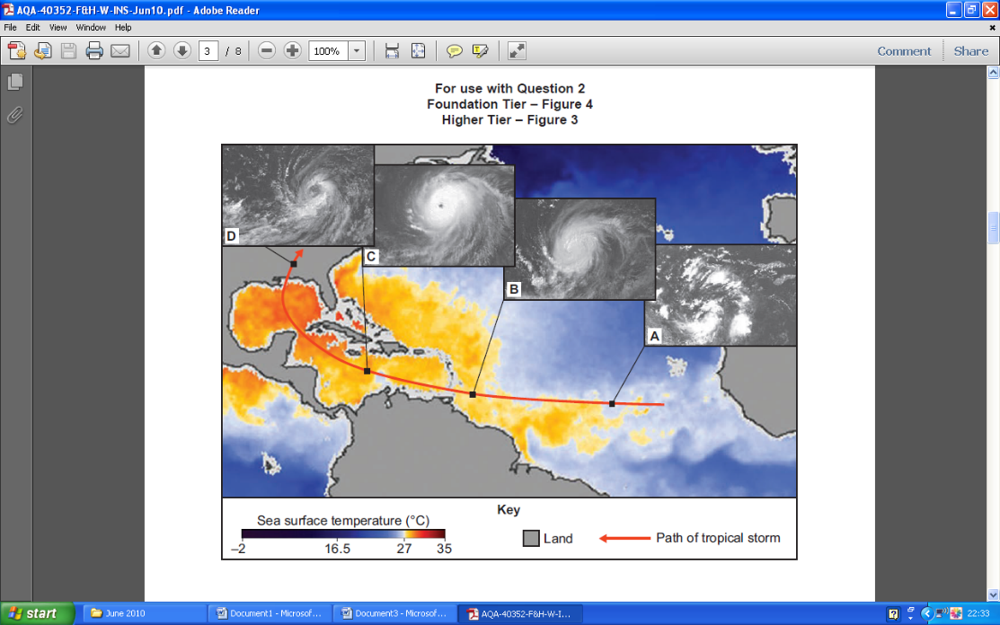 AQA-40352-F&H-W-INS-Jun10.pdf - Adobe Reader
File Edit View Window Help
3 / 8 100% Comment Share
For use with Question 2
Foundation Tier – Figure 4
Higher Tier – Figure 3
D
C
B
A
Key
Sea surface temperature (°C)
–2 16.5 27 35
Land
Path of tropical storm
start June 2010 Document1 - Microsof... Document3 - Microsof... AQA-40352-F&H-W-I... 22:33